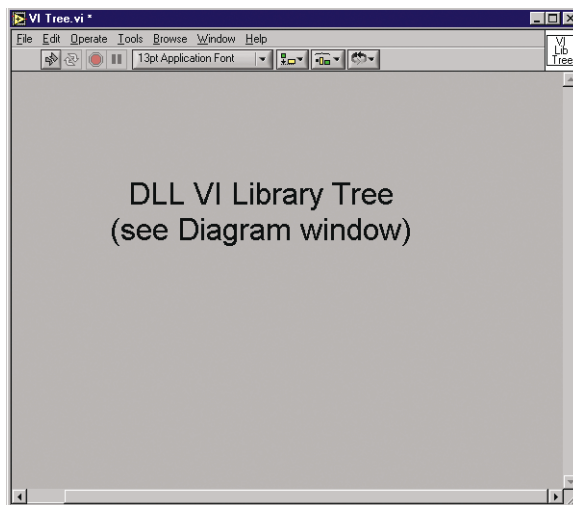 VI Tree.vi *
File Edit Operate Tools Browse Window Help
13pt Application Font
VI
Lib
Tree
DLL VI Library Tree
(see Diagram window)